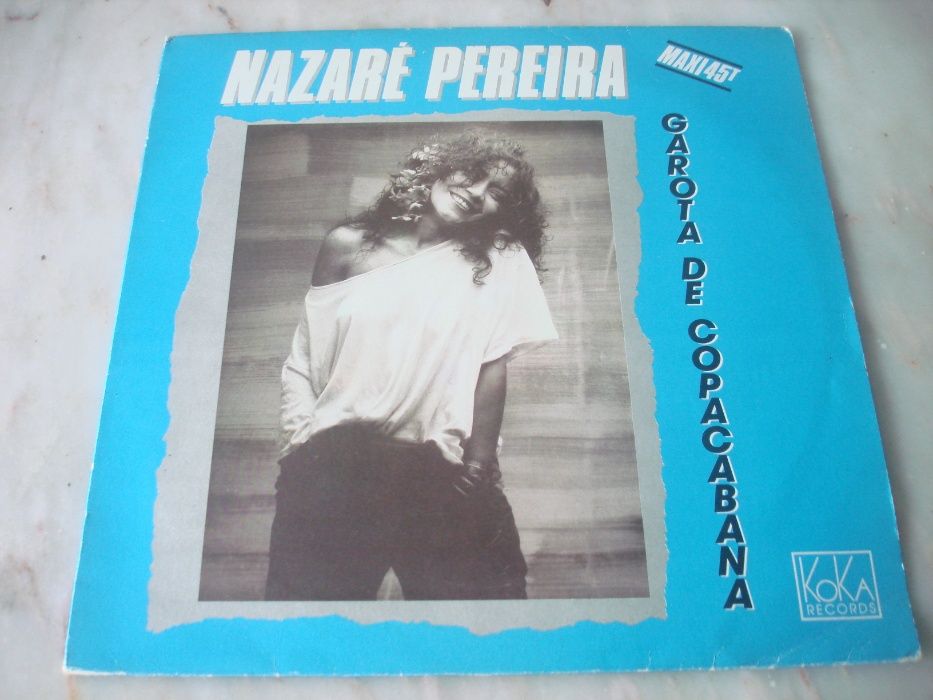 NAZARÉ PEREIRA
MAXI 45T
GAROTA DE COPACABANA
KOKA
RECORDS